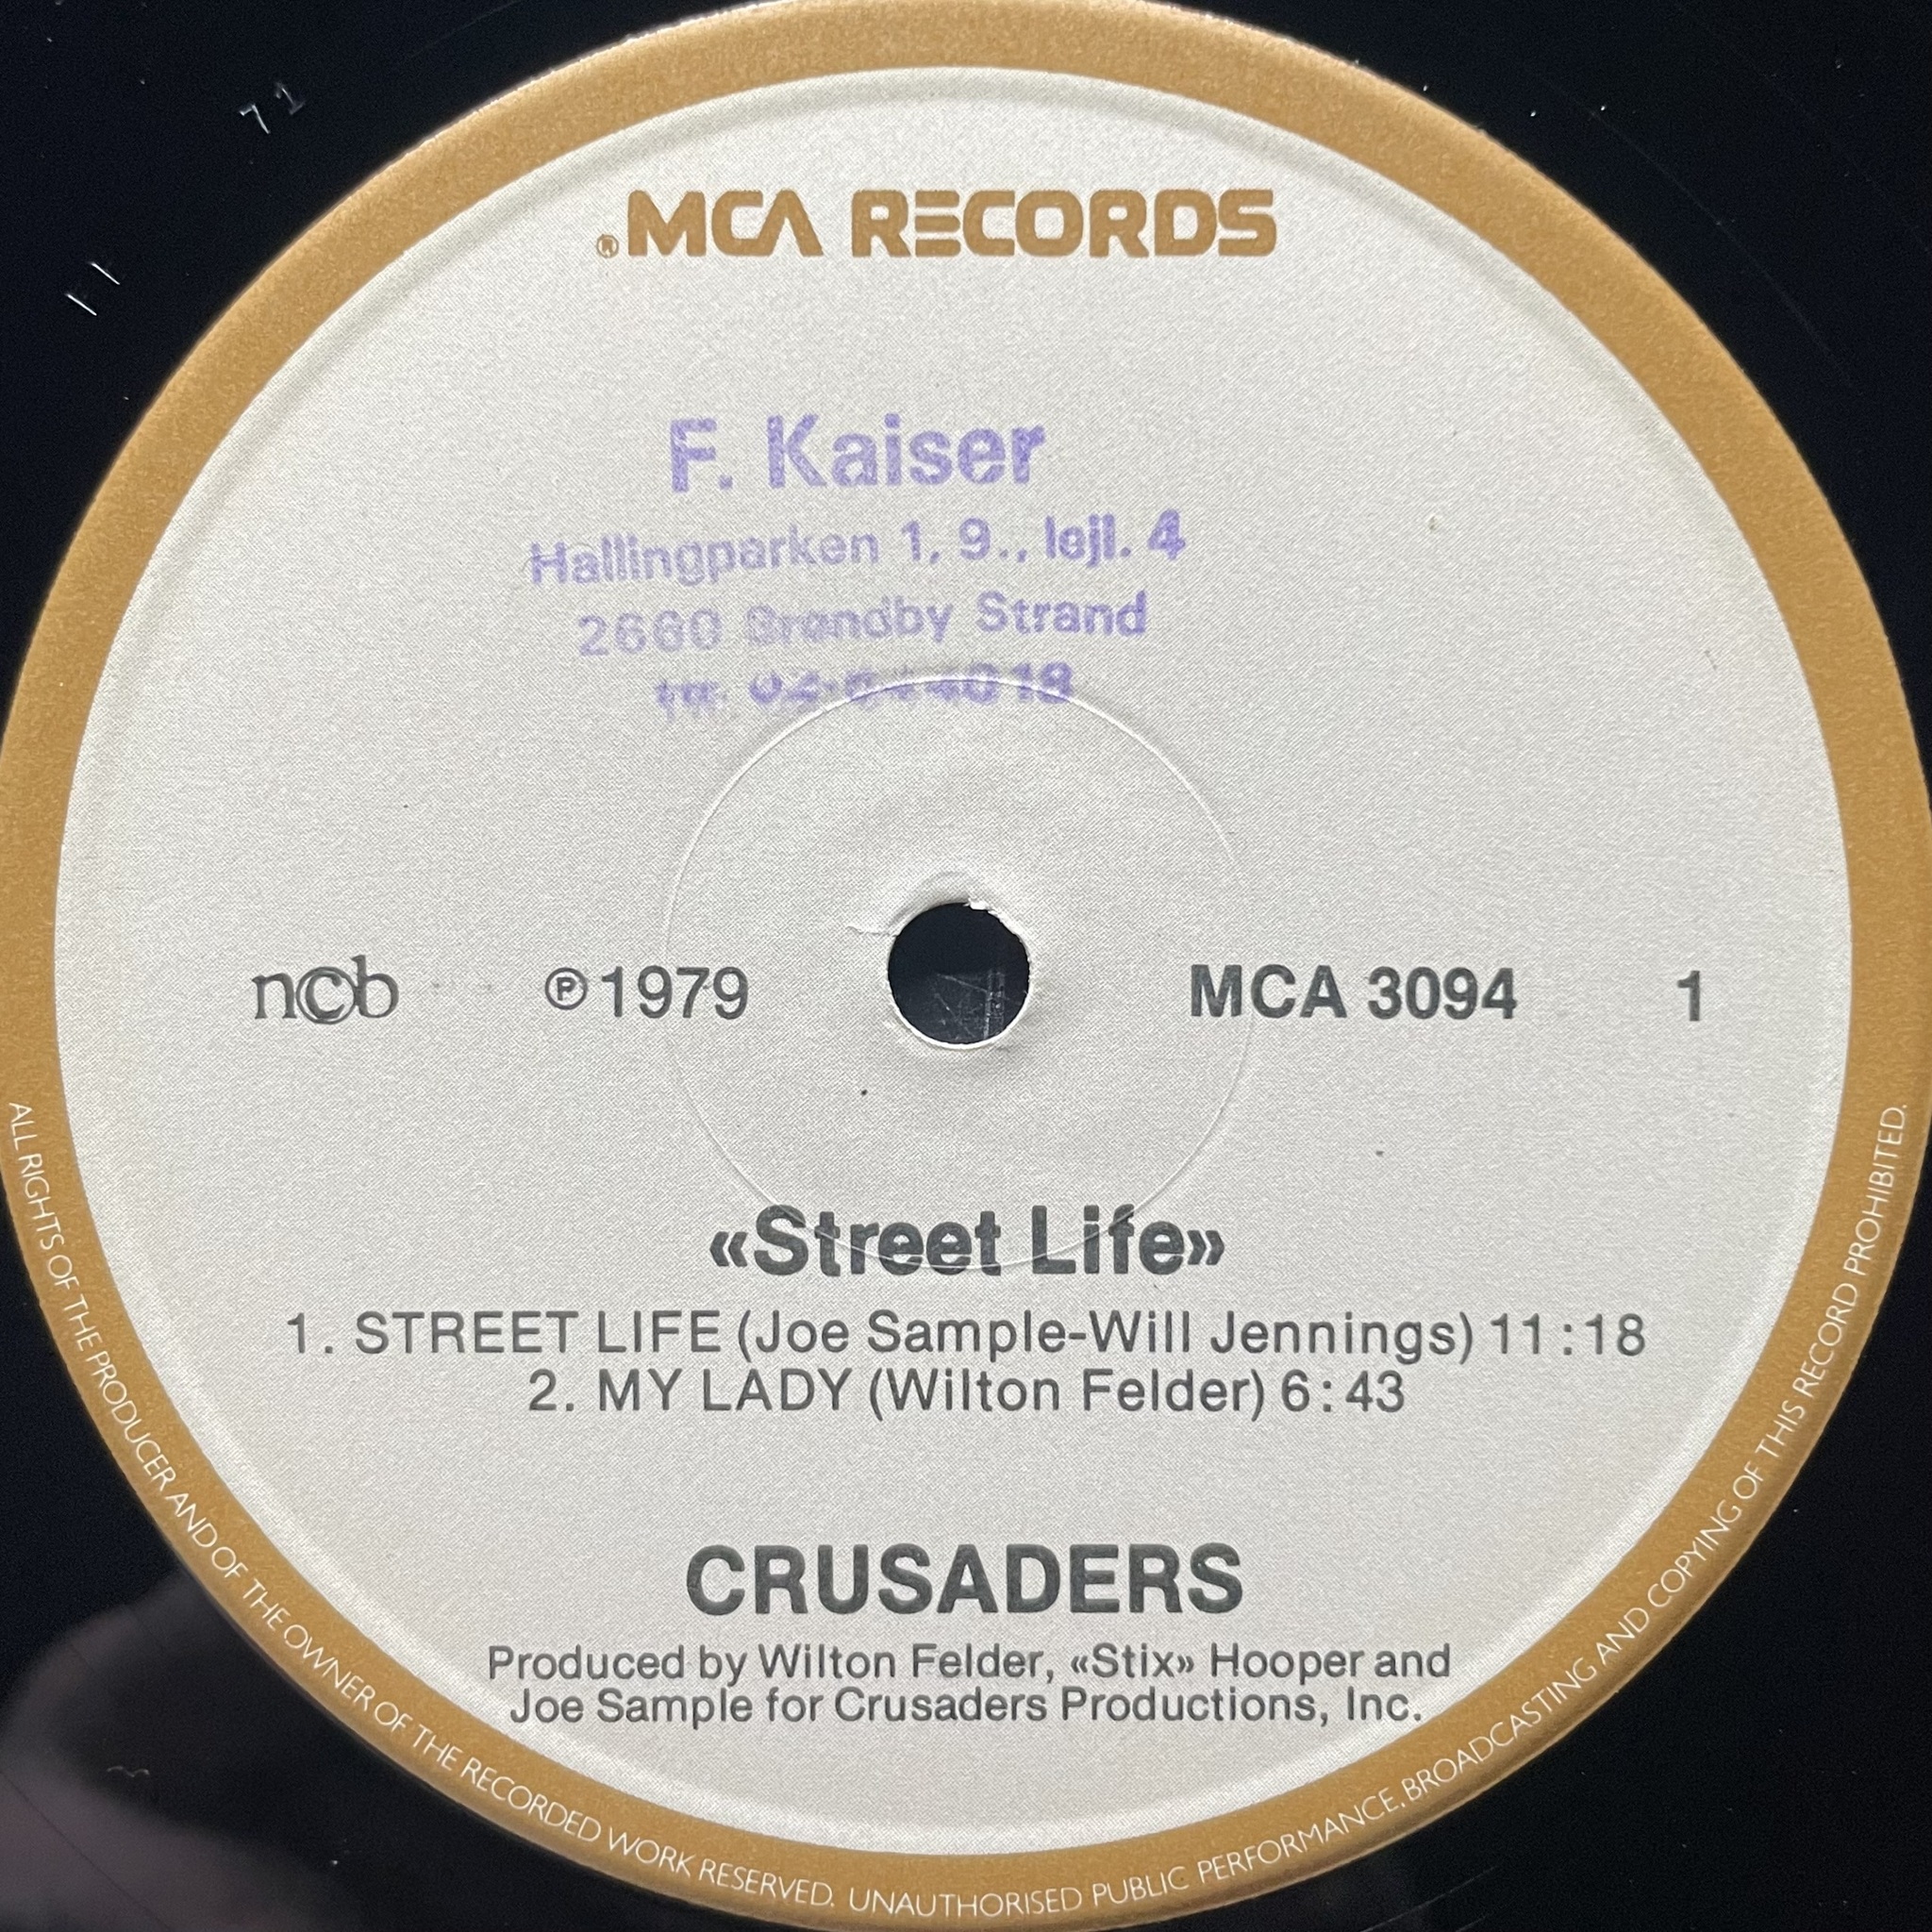 7 1
® MCA RECORDS
F. Kaiser
Hallingparken 1, 9., lejl. 4
2660 Brøndby Strand
ncb ℗ 1979 MCA 3094 1
«Street Life»
1. STREET LIFE (Joe Sample-Will Jennings) 11:18
2. MY LADY (Wilton Felder) 6:43
CRUSADERS
Produced by Wilton Felder, «Stix» Hooper and
Joe Sample for Crusaders Productions, Inc.
ALL RIGHTS OF THE PRODUCER AND OF THE OWNER OF THE RECORDED WORK RESERVED. UNAUTHORISED PUBLIC PERFORMANCE, BROADCASTING AND COPYING OF THIS RECORD PROHIBITED.